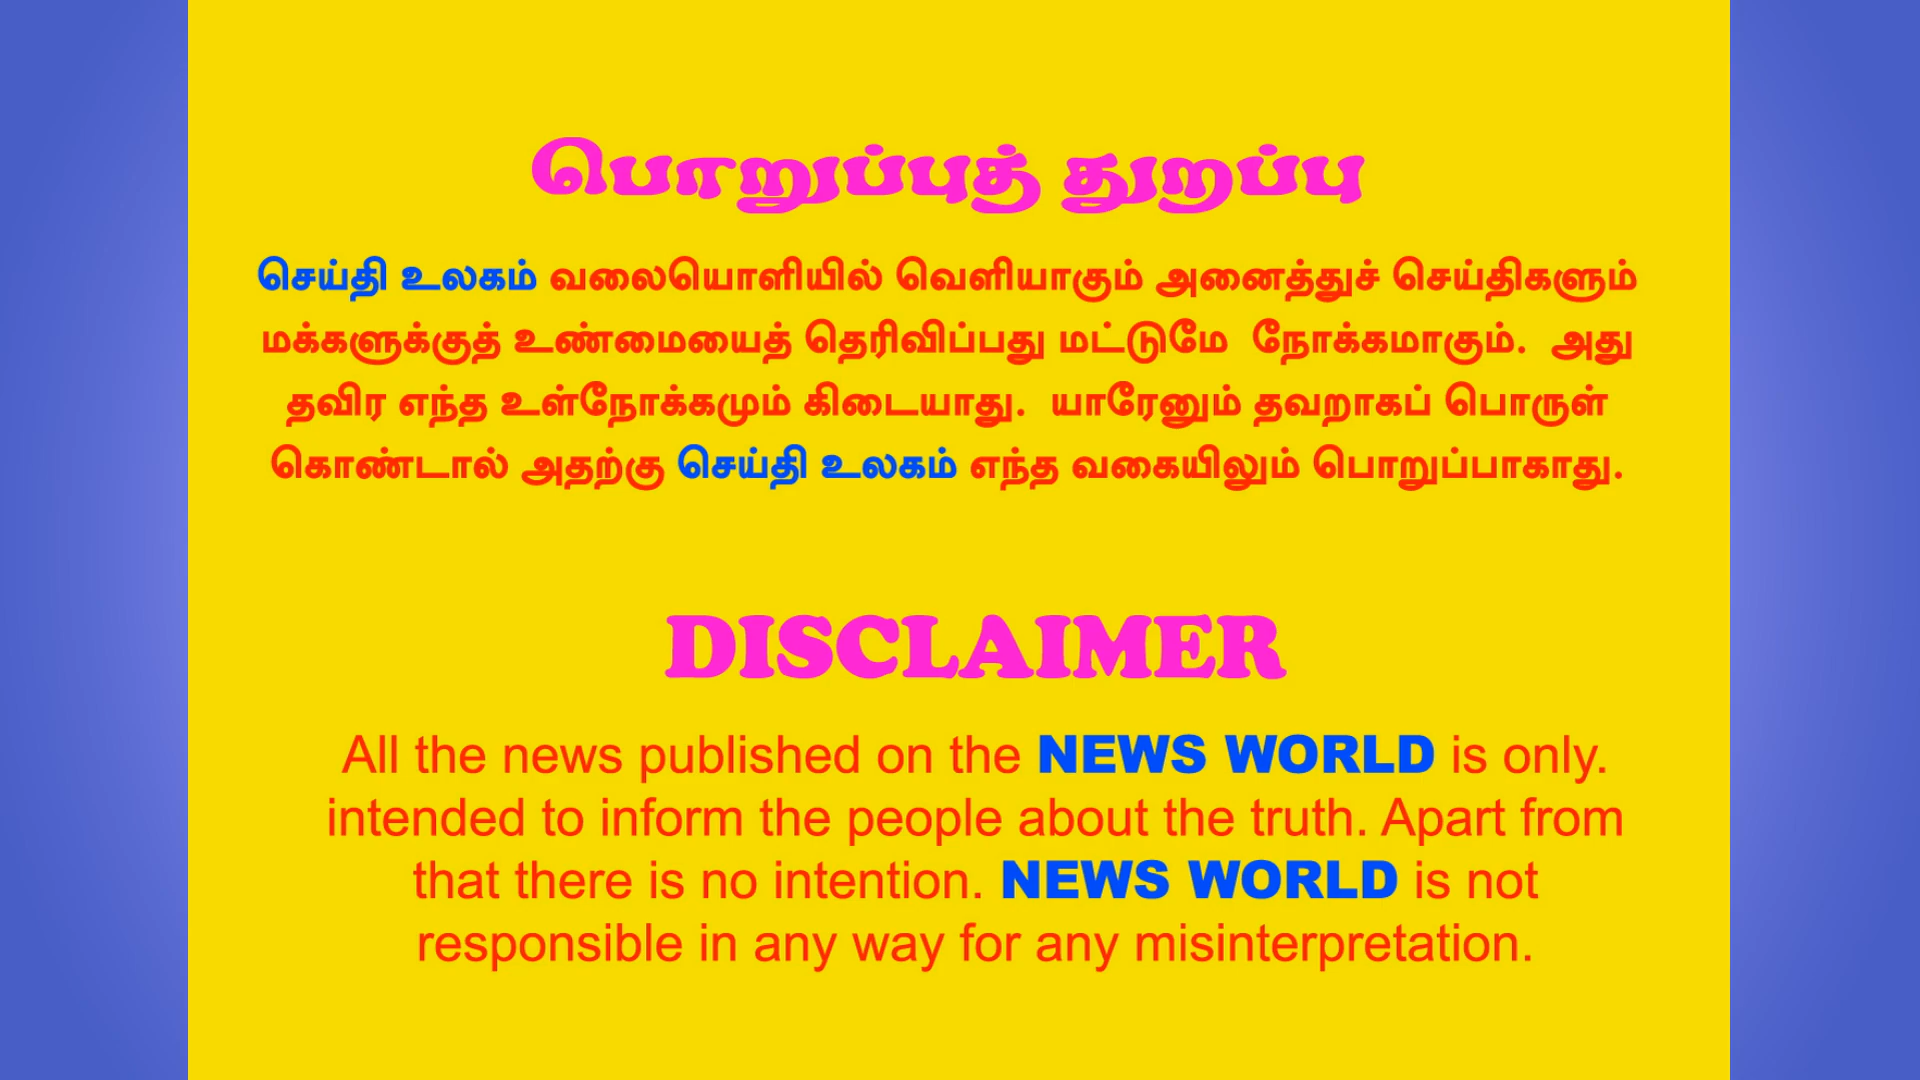 பொறுப்புத் துறப்பு
செய்தி உலகம் வலையொளியில் வெளியாகும் அனைத்துச் செய்திகளும்
மக்களுக்குத் உண்மையைத் தெரிவிப்பது மட்டுமே நோக்கமாகும். அது
தவிர எந்த உள்நோக்கமும் கிடையாது. யாரேனும் தவறாகப் பொருள்
கொண்டால் அதற்கு செய்தி உலகம் எந்த வகையிலும் பொறுப்பாகாது.
DISCLAIMER
All the news published on the NEWS WORLD is only.
intended to inform the people about the truth. Apart from
that there is no intention. NEWS WORLD is not
responsible in any way for any misinterpretation.